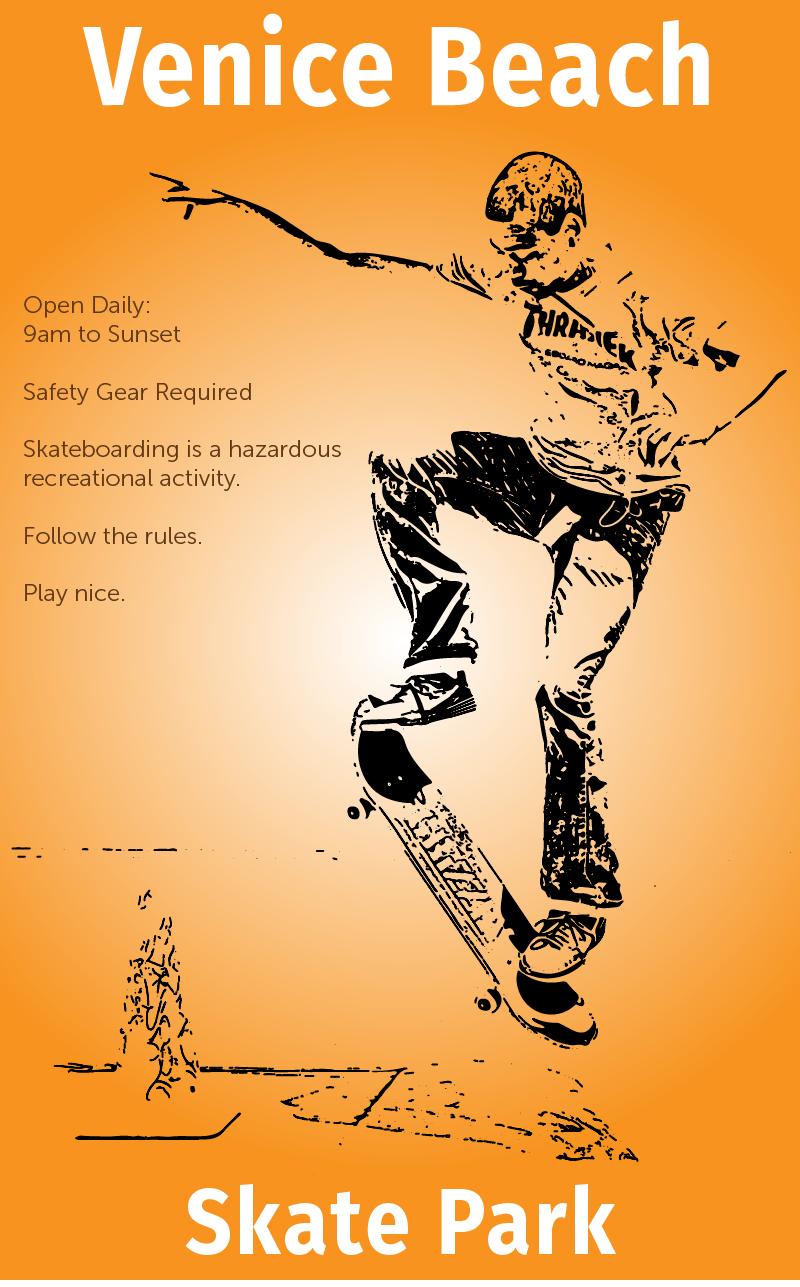 Venice Beach
Open Daily:
9am to Sunset
Safety Gear Required
Skateboarding is a hazardous
recreational activity.
Follow the rules.
Play nice.
Skate Park